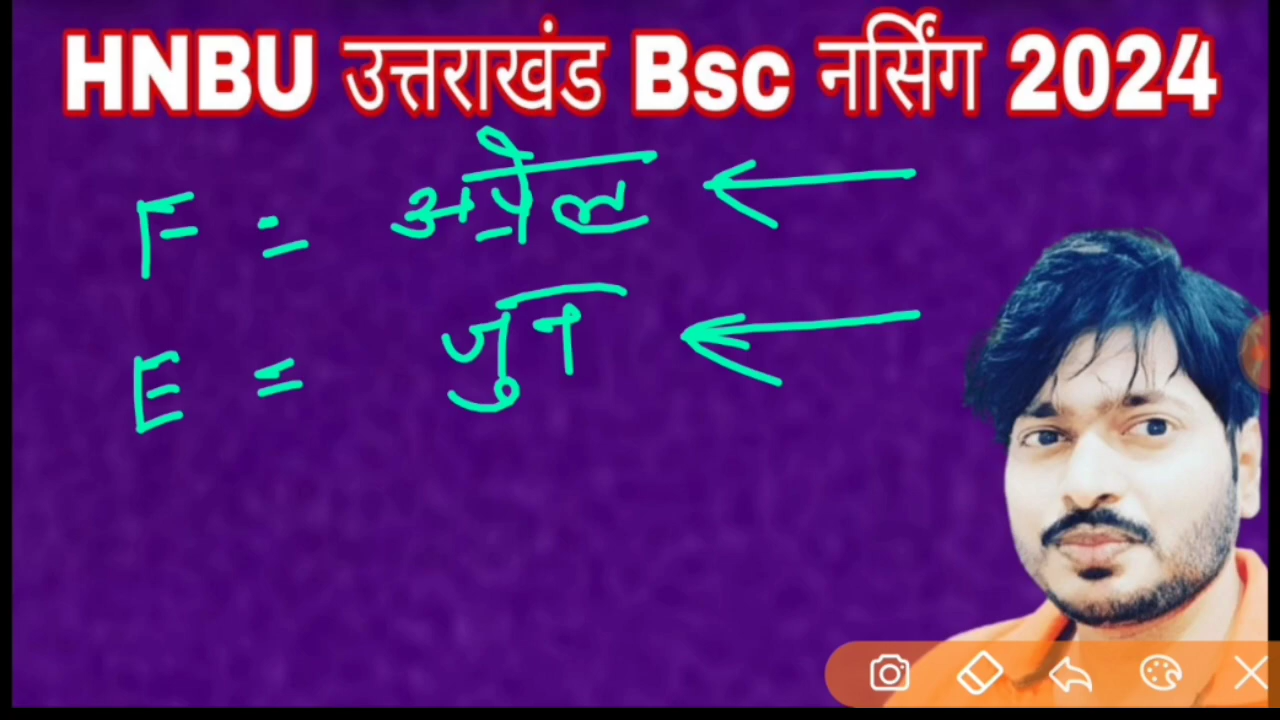 HNBU उत्तराखंड Bsc नर्सिंग 2024
F = अप्रैल
E = जुन